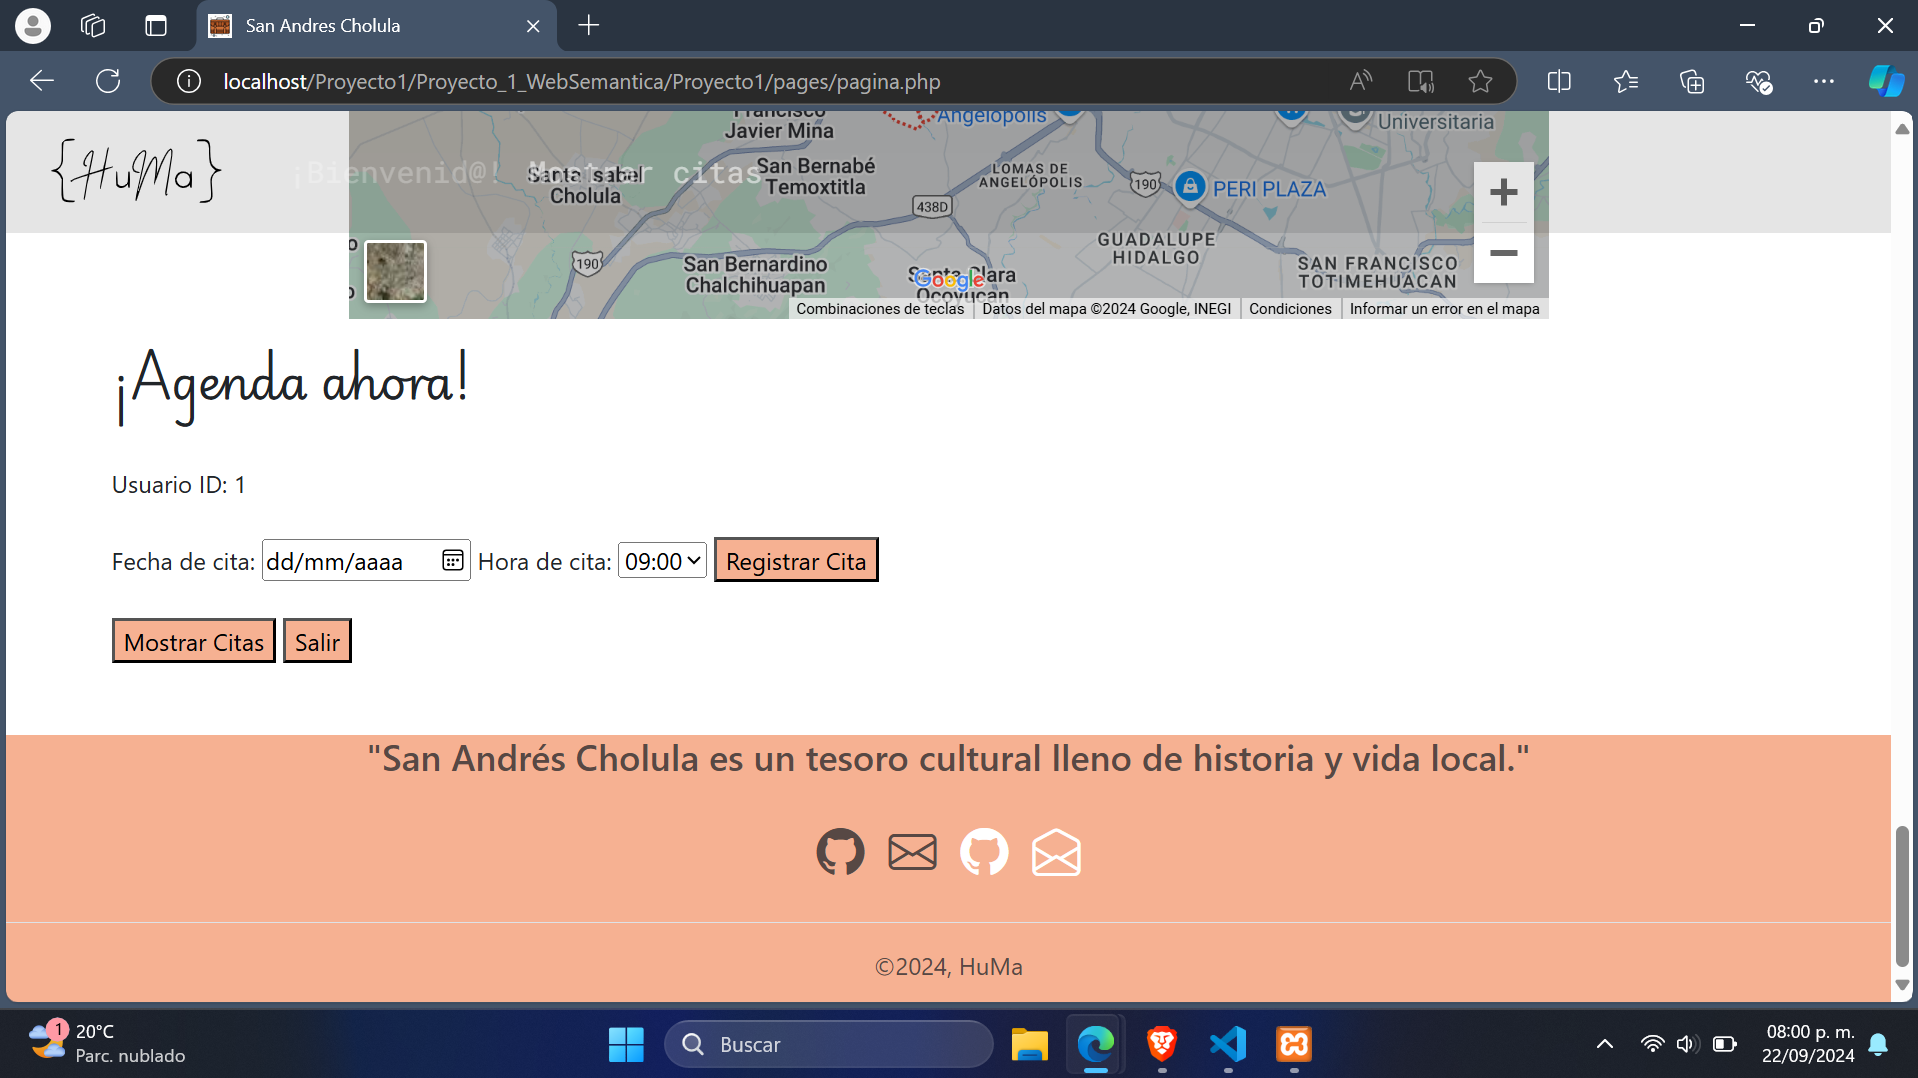 San Andres Cholula
localhost/Proyecto1/Proyecto_1_WebSemantica/Proyecto1/pages/pagina.php
{HuMa}
¡Bienvenid@! Mostrar citas
Francisco
Javier Mina
Angelópolis
Universitaria
Santa Isabel
Cholula
San Bernabé
Temoxtitla
LOMAS DE
ANGELÓPOLIS
190
PERI PLAZA
438D
GUADALUPE
HIDALGO
190
San Bernardino
Chalchihuapan
Santa Clara
Ocoyucan
Google
SAN FRANCISCO
TOTIMEHUACAN
Combinaciones de teclas
Datos del mapa ©2024 Google, INEGI
Condiciones
Informar un error en el mapa
¡Agenda ahora!
Usuario ID: 1
Fecha de cita: dd/mm/aaaa Hora de cita: 09:00 Registrar Cita
Mostrar Citas Salir
"San Andrés Cholula es un tesoro cultural lleno de historia y vida local."
©2024, HuMa
1
20°C
Parc. nublado
Buscar
08:00 p. m.
22/09/2024